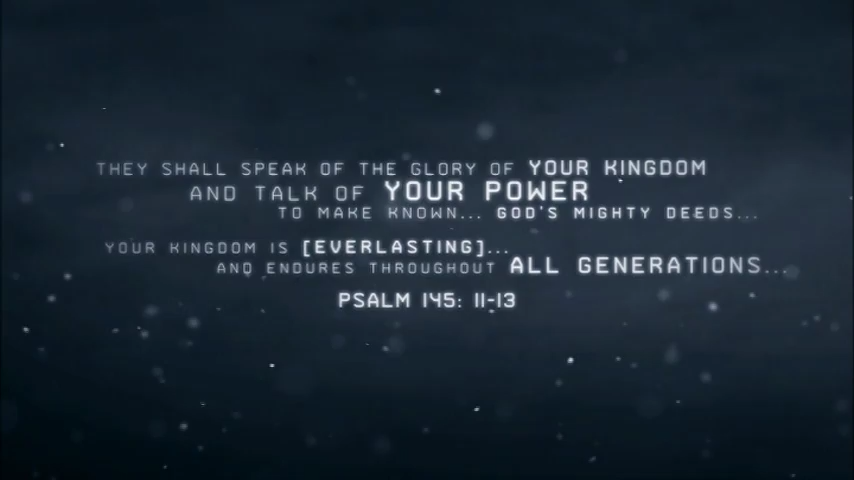 THEY SHALL SPEAK OF THE GLORY OF YOUR KINGDOM
AND TALK OF YOUR POWER
TO MAKE KNOWN... GOD'S MIGHTY DEEDS...
YOUR KINGDOM IS [EVERLASTING]...
AND ENDURES THROUGHOUT ALL GENERATIONS...
PSALM 145: 11-13